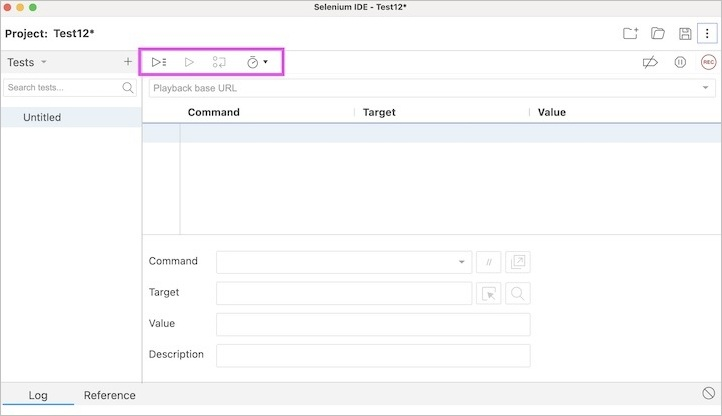 Selenium IDE - Test12*
Project: Test12*
Tests
REC
Search tests...
Playback base URL
Untitled
Command Target Value
Command
//
Target
Value
Description
Log Reference